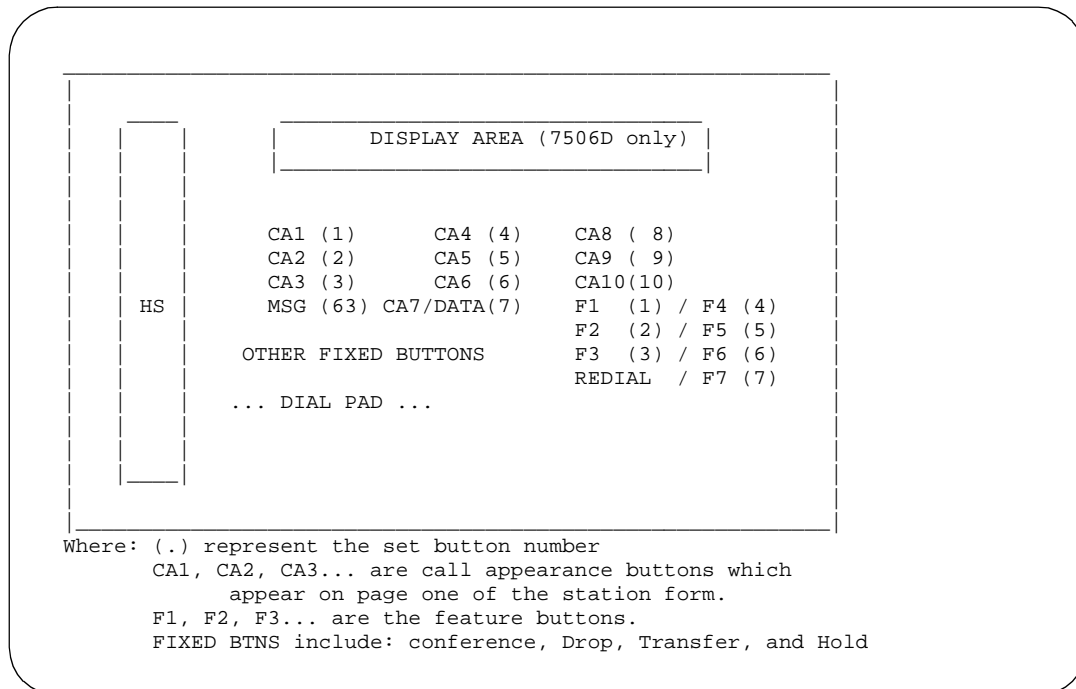 DISPLAY AREA (7506D only)
CA1 (1) CA4 (4) CA8 ( 8)
CA2 (2) CA5 (5) CA9 ( 9)
CA3 (3) CA6 (6) CA10(10)
HS MSG (63) CA7/DATA(7) F1 (1) / F4 (4)
F2 (2) / F5 (5)
OTHER FIXED BUTTONS F3 (3) / F6 (6)
REDIAL / F7 (7)
... DIAL PAD ...
Where: (.) represent the set button number
CA1, CA2, CA3... are call appearance buttons which
appear on page one of the station form.
F1, F2, F3... are the feature buttons.
FIXED BTNS include: conference, Drop, Transfer, and Hold